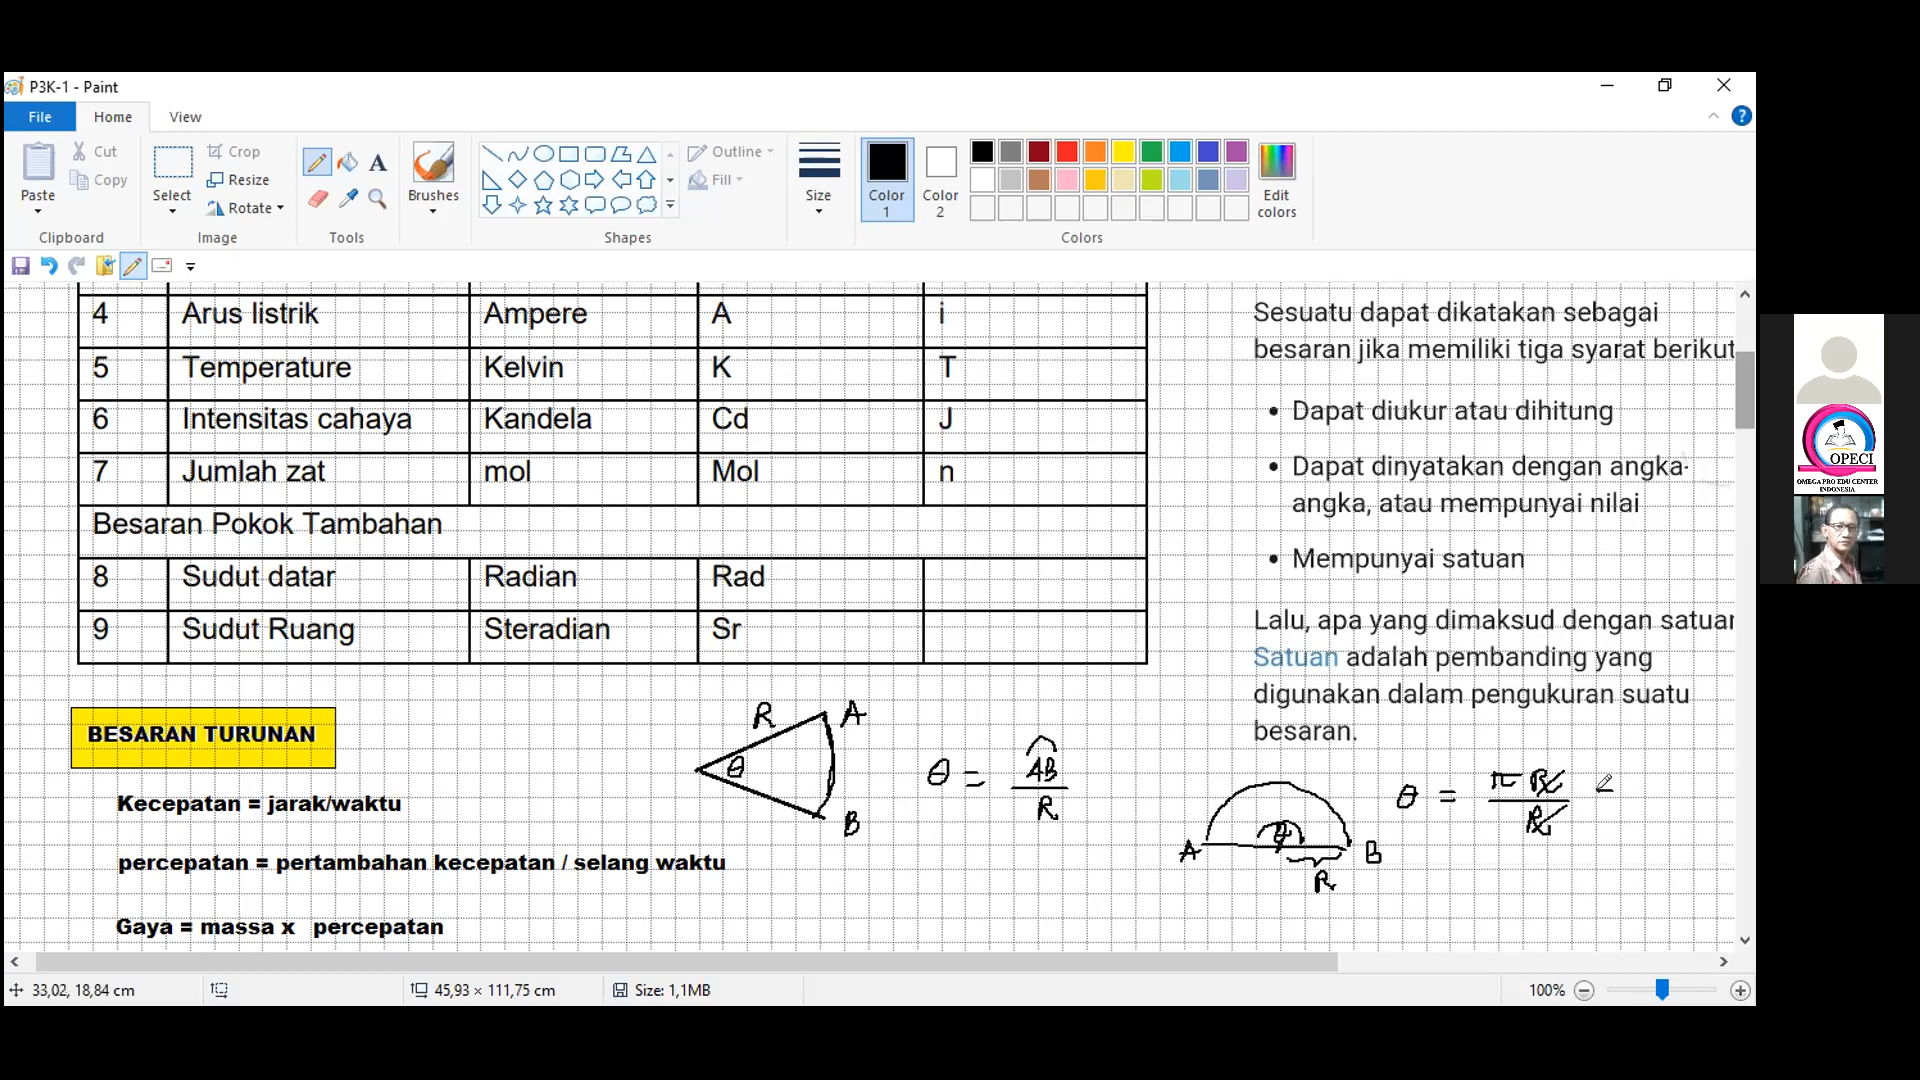 P3K-1 - Paint
File Home View
Paste
Cut
Copy
Clipboard
Select
Crop
Resize
Rotate
Image
Tools
Brushes
Shapes
Outline
Fill
Size
Color 1
Color 2
Edit colors
Colors
4 Arus listrik Ampere A i
5 Temperature Kelvin K T
6 Intensitas cahaya Kandela Cd J
7 Jumlah zat mol Mol n
Besaran Pokok Tambahan
8 Sudut datar Radian Rad
9 Sudut Ruang Steradian Sr
Sesuatu dapat dikatakan sebagai
besaran jika memiliki tiga syarat berikut
• Dapat diukur atau dihitung
• Dapat dinyatakan dengan angka-
angka, atau mempunyai nilai
• Mempunyai satuan
Lalu, apa yang dimaksud dengan satuan
Satuan adalah pembanding yang
digunakan dalam pengukuran suatu
besaran.
BESARAN TURUNAN
Kecepatan = jarak/waktu
percepatan = pertambahan kecepatan / selang waktu
Gaya = massa x percepatan
R A
θ
B
θ = AB / R
A θ B
R
θ = π R / R
33,02, 18,84 cm
45,93 × 111,75 cm
Size: 1,1MB
100%
OPECI
OMEGA PRO EDU CENTER
INDONESIA